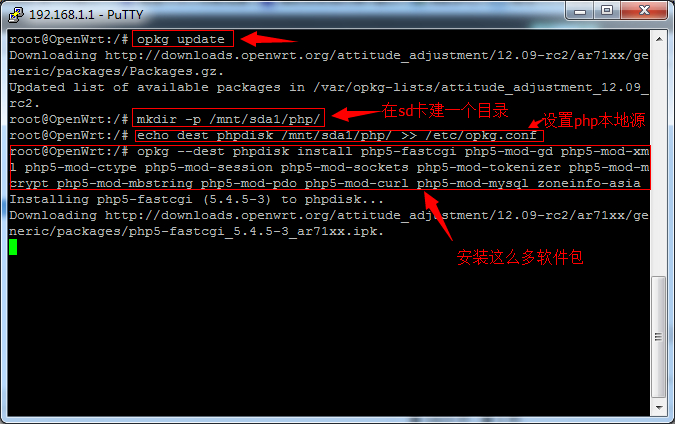 192.168.1.1 - PuTTY
root@OpenWrt:/# opkg update
Downloading http://downloads.openwrt.org/attitude_adjustment/12.09-rc2/ar71xx/ge
neric/packages/Packages.gz.
Updated list of available packages in /var/opkg-lists/attitude_adjustment_12.09_
rc2.
在sd卡建一个目录
root@OpenWrt:/# mkdir -p /mnt/sda1/php/
设置php本地源
root@OpenWrt:/# echo dest phpdisk /mnt/sda1/php/ >> /etc/opkg.conf
root@OpenWrt:/# opkg --dest phpdisk install php5-fastcgi php5-mod-gd php5-mod-xm
l php5-mod-ctype php5-mod-session php5-mod-sockets php5-mod-tokenizer php5-mod-m
crypt php5-mod-mbstring php5-mod-pdo php5-mod-curl php5-mod-mysql zoneinfo-asia
Installing php5-fastcgi (5.4.5-3) to phpdisk...
Downloading http://downloads.openwrt.org/attitude_adjustment/12.09-rc2/ar71xx/ge
neric/packages/php5-fastcgi_5.4.5-3_ar71xx.ipk.
安装这么多软件包